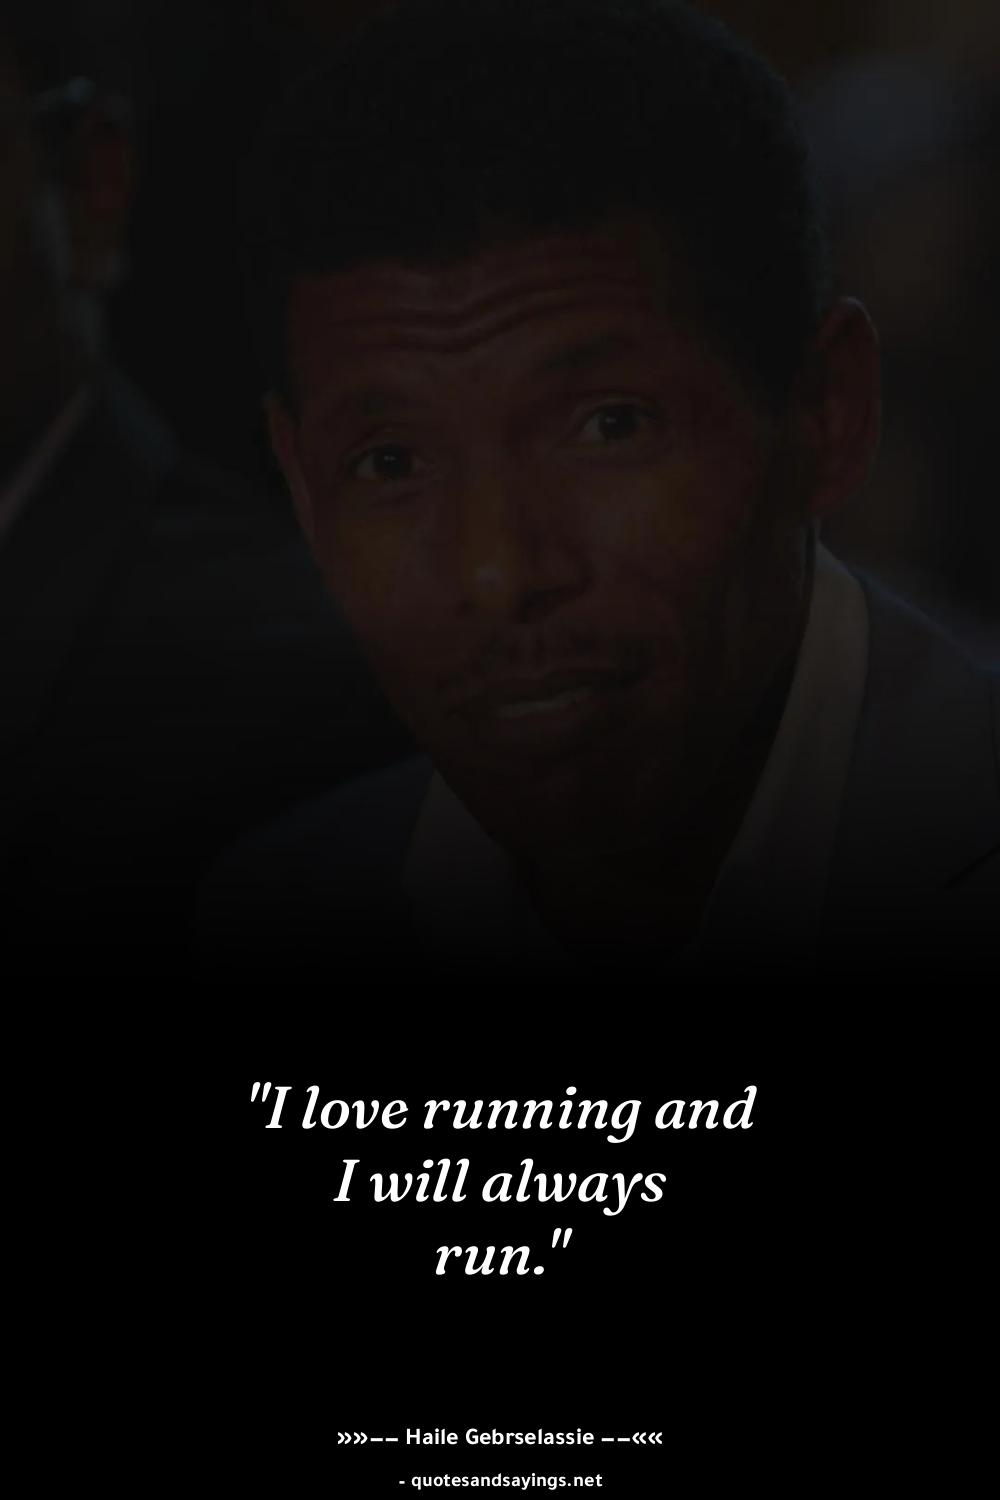 "I love running and
I will always
run."
»»–– Haile Gebrselassie ––««
- quotesandsayings.net